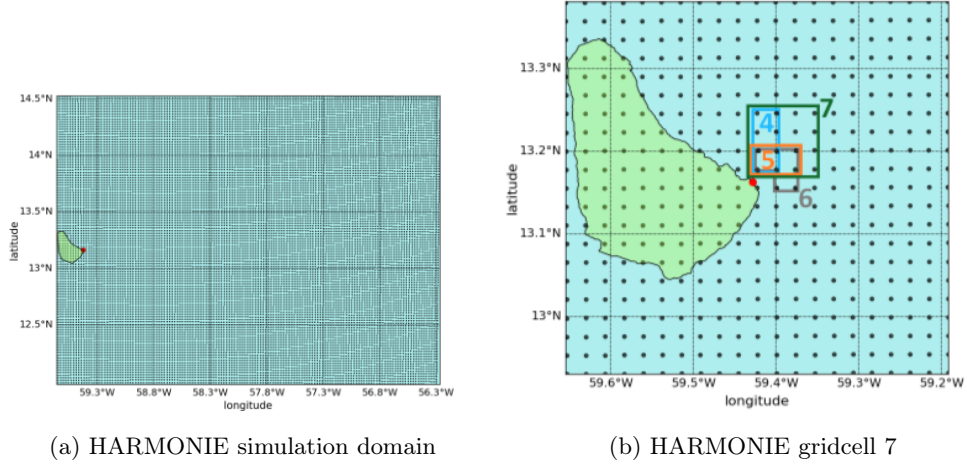 14.5°N
14°N
13.5°N
13°N
12.5°N
latitude
59.3°W 58.8°W 58.3°W 57.8°W 57.3°W 56.8°W 56.3°W
longitude
(a) HARMONIE simulation domain
13.3°N
13.2°N
13.1°N
13°N
latitude
4
5
6
7
59.6°W 59.5°W 59.4°W 59.3°W 59.2°W
longitude
(b) HARMONIE gridcell 7